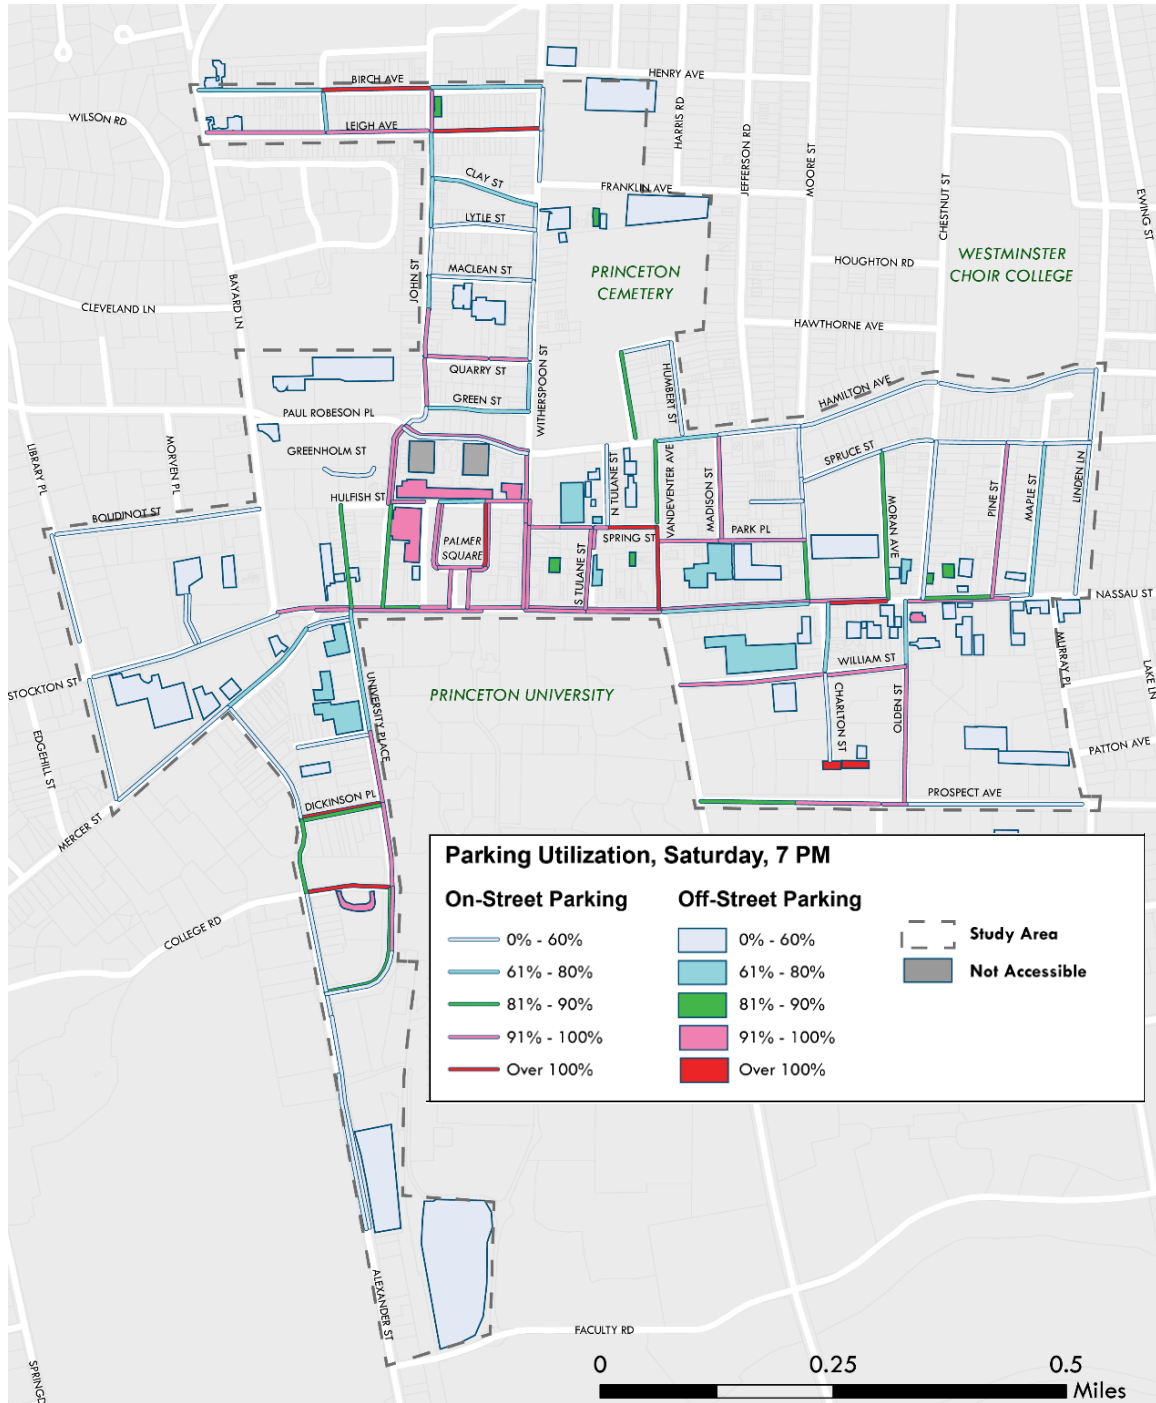 BIRCH AVE
HENRY AVE
WILSON RD
LEIGH AVE
HARRIS RD
JEFFERSON RD
MOORE ST
CHESTNUT ST
EWING ST
CLAY ST
FRANKLIN AVE
LYTLE ST
WESTMINSTER
CHOIR COLLEGE
HOUGHTON RD
PRINCETON
CEMETERY
MACLEAN ST
JOHN ST
BAYARD LN
CLEVELAND LN
HAWTHORNE AVE
WITHERSPOON ST
QUARRY ST
HUMBERT ST
HAMILTON AVE
GREEN ST
PAUL ROBESON PL
GREENHOLM ST
LIBRARY PL
MORVEN PL
SPRUCE ST
HULFISH ST
N TULANE ST
VANDEVENTER AVE
MADISON ST
MORAN AVE
PINE ST
MAPLE ST
LINDEN LN
BOUDINOT ST
PALMER
SQUARE
SPRING ST
PARK PL
S TULANE ST
NASSAU ST
STOCKTON ST
UNIVERSITY PLACE
PRINCETON UNIVERSITY
WILLIAM ST
CHARLTON ST
OLDEN ST
MURRAY PL
LAKE LN
EDGEHILL ST
PATTON AVE
DICKINSON PL
PROSPECT AVE
MERCER ST
COLLEGE RD
Parking Utilization, Saturday, 7 PM
On-Street Parking
0% - 60%
61% - 80%
81% - 90%
91% - 100%
Over 100%
Off-Street Parking
0% - 60%
61% - 80%
81% - 90%
91% - 100%
Over 100%
Study Area
Not Accessible
ALEXANDER ST
FACULTY RD
SPRINGD
0
0.25
0.5
Miles